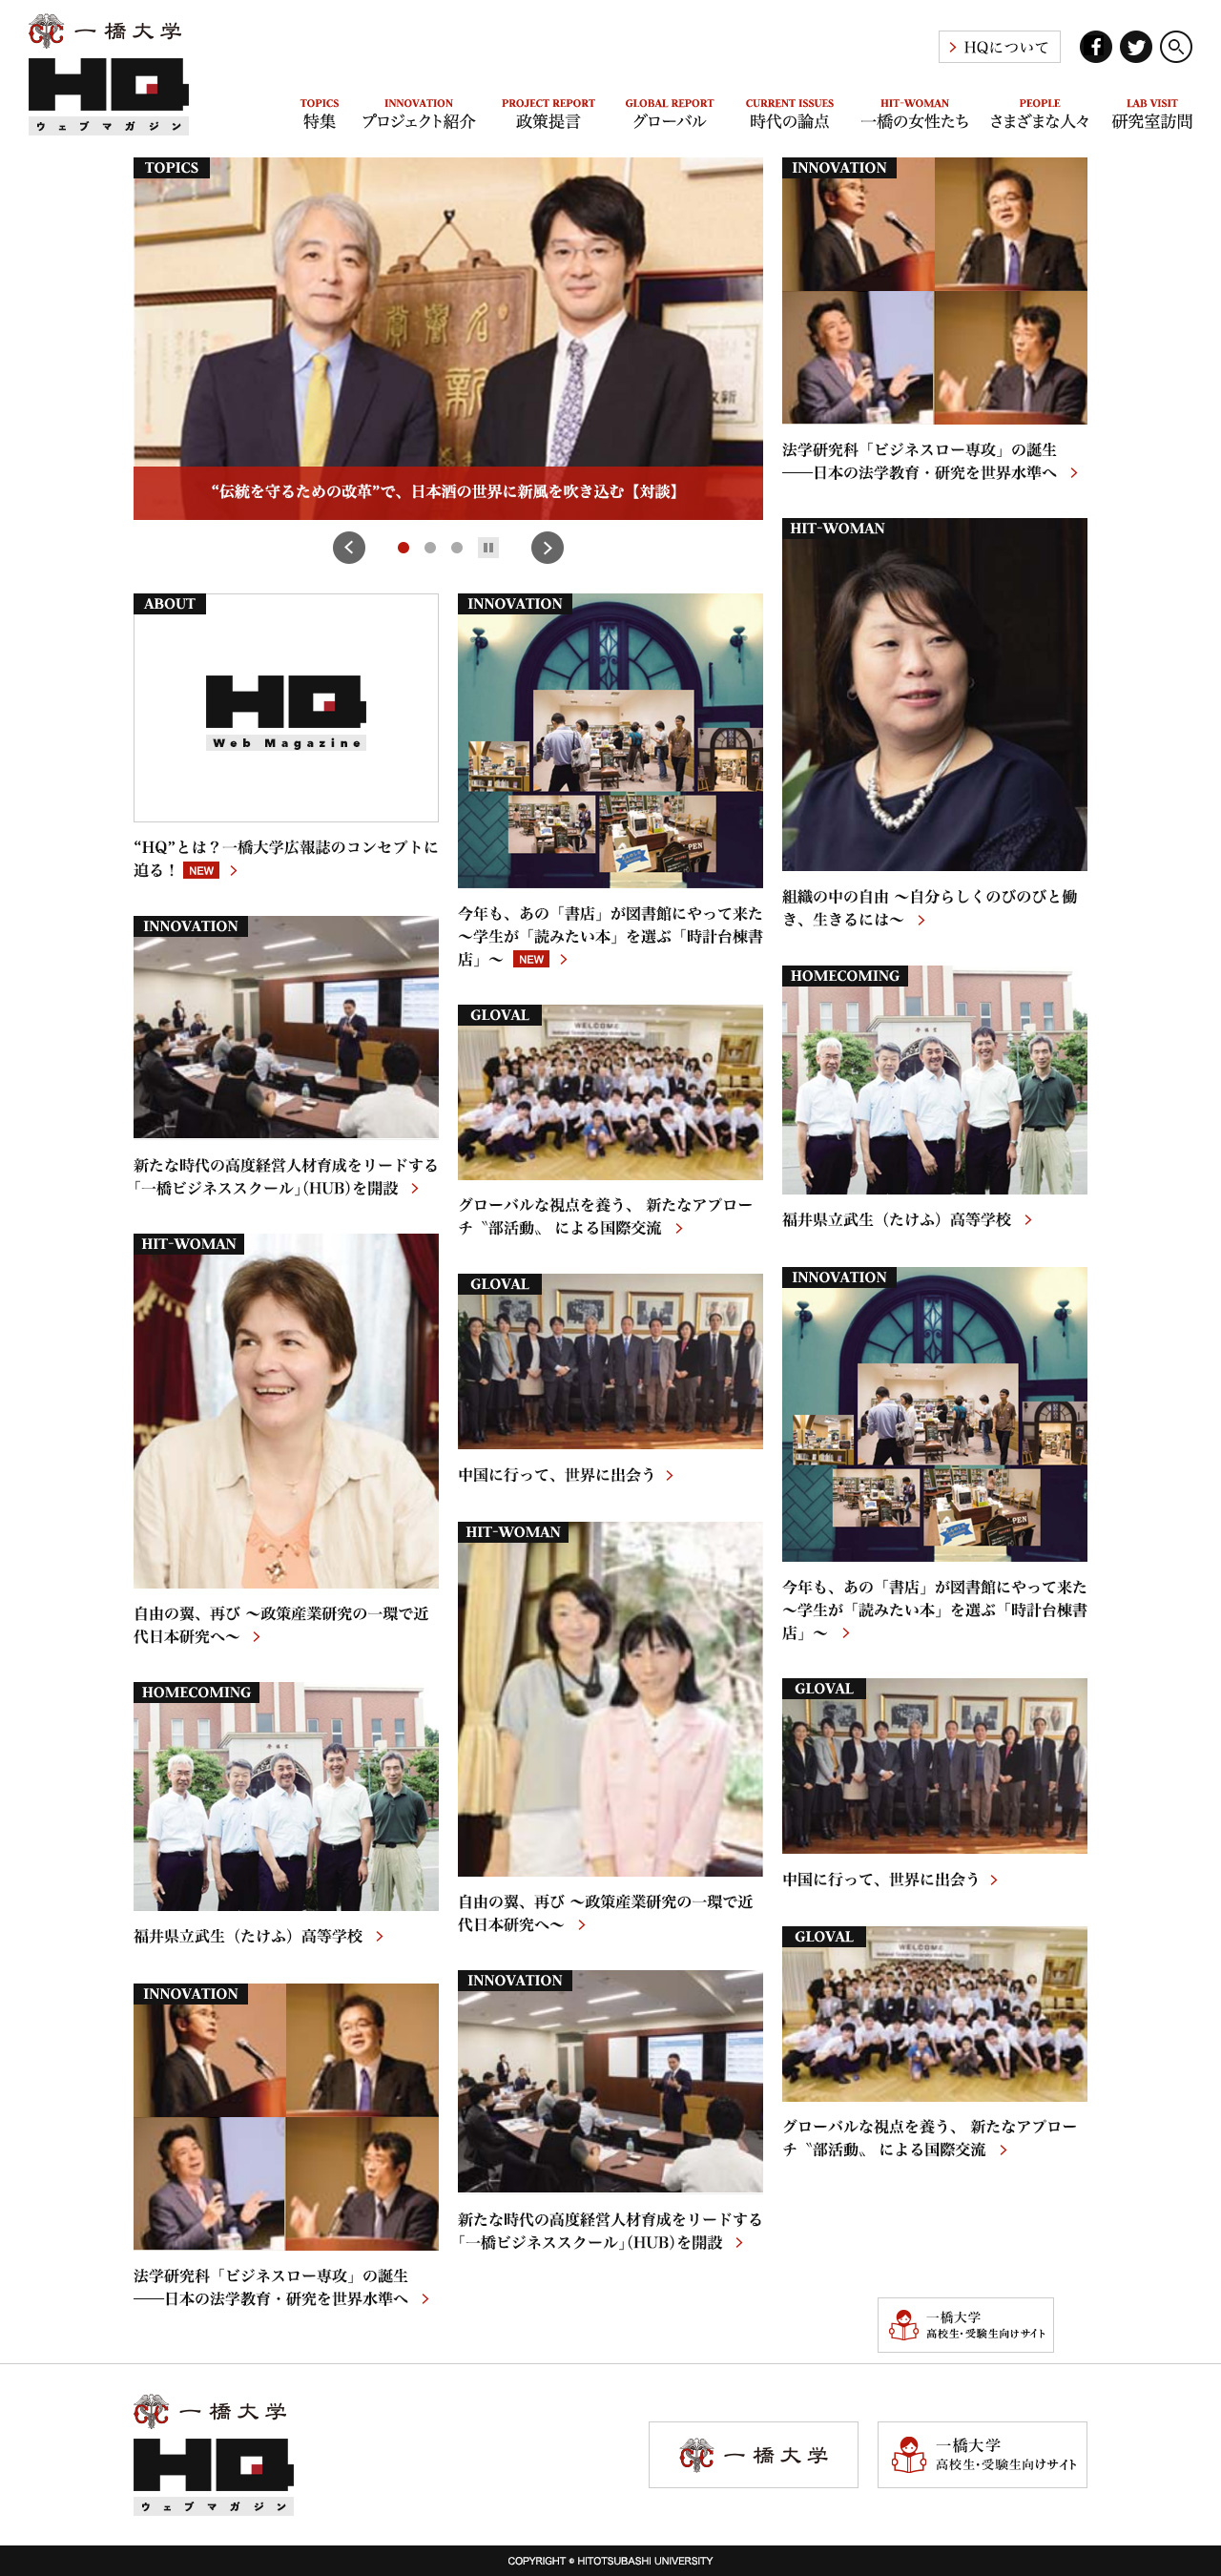 一橋大学
HQ
ウェブマガジン
HQについて
TOPICS
特集
INNOVATION
プロジェクト紹介
PROJECT REPORT
政策提言
GLOBAL REPORT
グローバル
CURRENT ISSUES
時代の論点
HIT-WOMAN
一橋の女性たち
PEOPLE
さまざまな人々
LAB VISIT
研究室訪問
TOPICS
“伝統を守るための改革”で、日本酒の世界に新風を吹き込む【対談】
INNOVATION
法学研究科「ビジネスロー専攻」の誕生
――日本の法学教育・研究を世界水準へ
HIT-WOMAN
組織の中の自由 〜自分らしくのびのびと働
き、生きるには〜
HOMECOMING
福井県立武生（たけふ）高等学校
INNOVATION
今年も、あの「書店」が図書館にやって来た
〜学生が「読みたい本」を選ぶ「時計台棟書
店」〜
GLOVAL
中国に行って、世界に出会う
GLOVAL
WELCOME
グローバルな視点を養う、 新たなアプロー
チ〝部活動〟 による国際交流
ABOUT
HQ
Web Magazine
“HQ”とは？一橋大学広報誌のコンセプトに
迫る！ NEW
INNOVATION
新たな時代の高度経営人材育成をリードする
「一橋ビジネススクール」（HUB）を開設
HIT-WOMAN
自由の翼、再び 〜政策産業研究の一環で近
代日本研究へ〜
HOMECOMING
福井県立武生（たけふ）高等学校
INNOVATION
法学研究科「ビジネスロー専攻」の誕生
――日本の法学教育・研究を世界水準へ
INNOVATION
今年も、あの「書店」が図書館にやって来た
〜学生が「読みたい本」を選ぶ「時計台棟書
店」〜 NEW
GLOVAL
WELCOME
グローバルな視点を養う、 新たなアプロー
チ〝部活動〟 による国際交流
GLOVAL
中国に行って、世界に出会う
HIT-WOMAN
自由の翼、再び 〜政策産業研究の一環で近
代日本研究へ〜
INNOVATION
新たな時代の高度経営人材育成をリードする
「一橋ビジネススクール」（HUB）を開設
一橋大学
高校生・受験生向けサイト
一橋大学
HQ
ウェブマガジン
一橋大学
一橋大学
高校生・受験生向けサイト
COPYRIGHT © HITOTSUBASHI UNIVERSITY